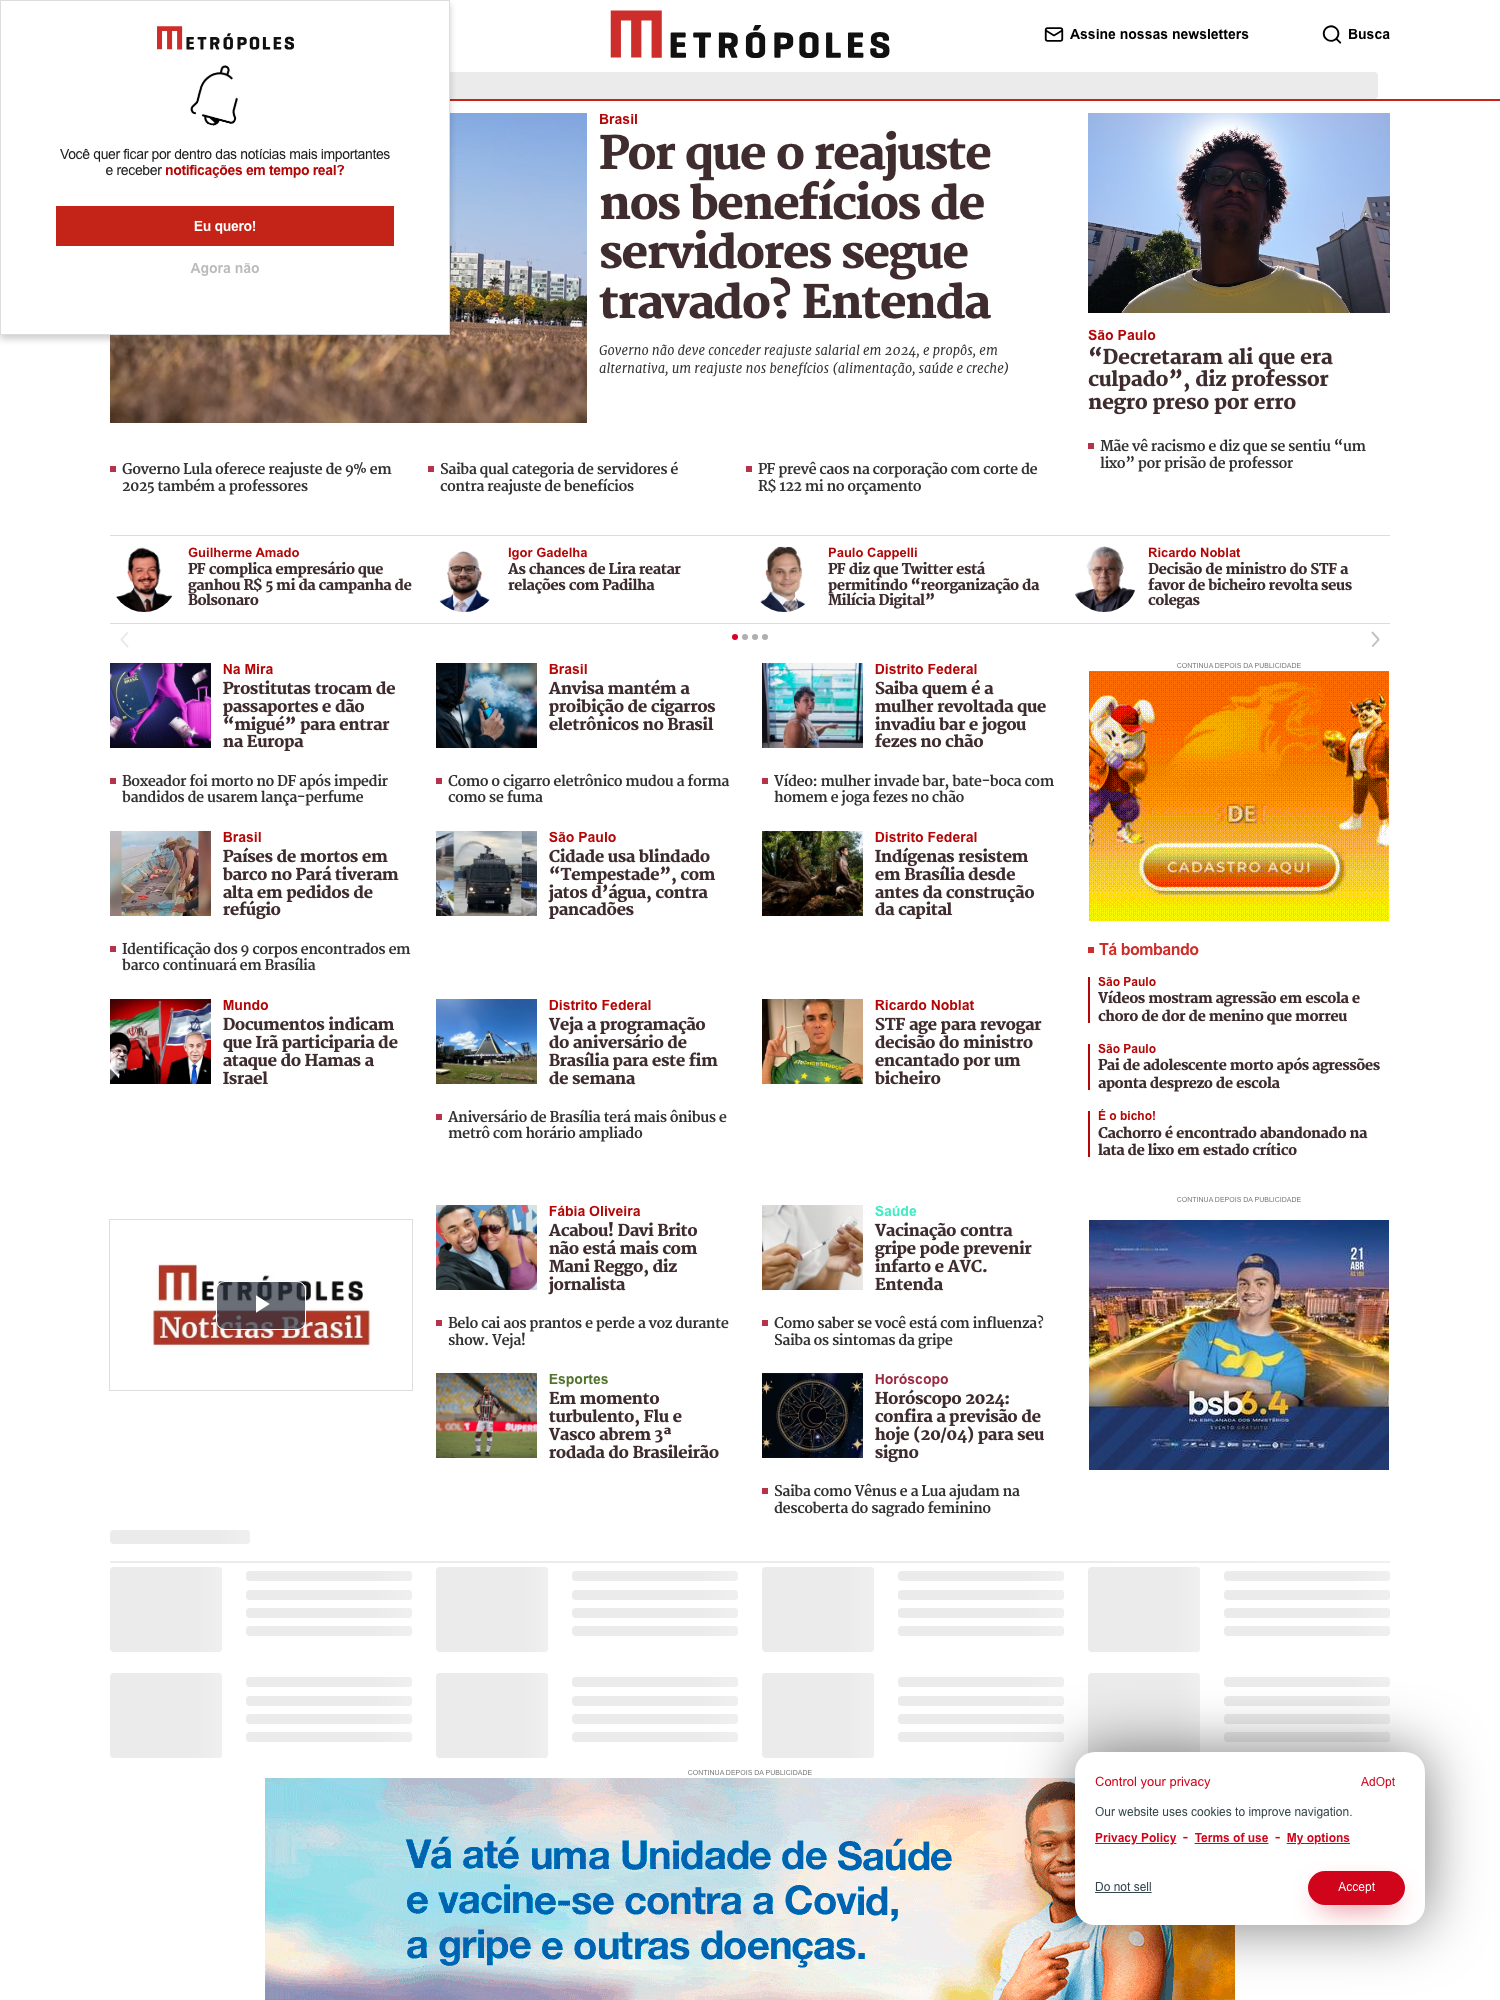 METRÓPOLES
Você quer ficar por dentro das notícias mais importantes
e receber notificações em tempo real?
Eu quero!
Agora não
METRÓPOLES
Assine nossas newsletters
Busca
Brasil
Por que o reajuste
nos benefícios de
servidores segue
travado? Entenda
Governo não deve conceder reajuste salarial em 2024, e propôs, em
alternativa, um reajuste nos benefícios (alimentação, saúde e creche)
São Paulo
“Decretaram ali que era
culpado”, diz professor
negro preso por erro
Mãe vê racismo e diz que se sentiu “um
lixo” por prisão de professor
Governo Lula oferece reajuste de 9% em
2025 também a professores
Saiba qual categoria de servidores é
contra reajuste de benefícios
PF prevê caos na corporação com corte de
R$ 122 mi no orçamento
Guilherme Amado
PF complica empresário que
ganhou R$ 5 mi da campanha de
Bolsonaro
Igor Gadelha
As chances de Lira reatar
relações com Padilha
Paulo Cappelli
PF diz que Twitter está
permitindo “reorganização da
Milícia Digital”
Ricardo Noblat
Decisão de ministro do STF a
favor de bicheiro revolta seus
colegas
Na Mira
Prostitutas trocam de
passaportes e dão
“migué” para entrar
na Europa
Boxeador foi morto no DF após impedir
bandidos de usarem lança-perfume
Brasil
Anvisa mantém a
proibição de cigarros
eletrônicos no Brasil
Como o cigarro eletrônico mudou a forma
como se fuma
Distrito Federal
Saiba quem é a
mulher revoltada que
invadiu bar e jogou
fezes no chão
Vídeo: mulher invade bar, bate-boca com
homem e joga fezes no chão
CONTINUA DEPOIS DA PUBLICIDADE
DE
CADASTRO AQUI
Brasil
Países de mortos em
barco no Pará tiveram
alta em pedidos de
refúgio
Identificação dos 9 corpos encontrados em
barco continuará em Brasília
São Paulo
Cidade usa blindado
“Tempestade”, com
jatos d’água, contra
pancadões
Distrito Federal
Indígenas resistem
em Brasília desde
antes da construção
da capital
Tá bombando
São Paulo
Vídeos mostram agressão em escola e
choro de dor de menino que morreu
São Paulo
Pai de adolescente morto após agressões
aponta desprezo de escola
É o bicho!
Cachorro é encontrado abandonado na
lata de lixo em estado crítico
Mundo
Documentos indicam
que Irã participaria de
ataque do Hamas a
Israel
Distrito Federal
Veja a programação
do aniversário de
Brasília para este fim
de semana
Aniversário de Brasília terá mais ônibus e
metrô com horário ampliado
Ricardo Noblat
STF age para revogar
decisão do ministro
encantado por um
bicheiro
METRÓPOLES
Notícias Brasil
Fábia Oliveira
Acabou! Davi Brito
não está mais com
Mani Reggo, diz
jornalista
Belo cai aos prantos e perde a voz durante
show. Veja!
Saúde
Vacinação contra
gripe pode prevenir
infarto e AVC.
Entenda
Como saber se você está com influenza?
Saiba os sintomas da gripe
CONTINUA DEPOIS DA PUBLICIDADE
21
ABR
bsb6.4
NA ESPLANADA DOS MINISTÉRIOS
EVENTO GRATUITO
Esportes
Em momento
turbulento, Flu e
Vasco abrem 3ª
rodada do Brasileirão
Horóscopo
Horóscopo 2024:
confira a previsão de
hoje (20/04) para seu
signo
Saiba como Vênus e a Lua ajudam na
descoberta do sagrado feminino
CONTINUA DEPOIS DA PUBLICIDADE
Vá até uma Unidade de Saúde
e vacine-se contra a Covid,
a gripe e outras doenças.
Control your privacy
AdOpt
Our website uses cookies to improve navigation.
Privacy Policy - Terms of use - My options
Do not sell
Accept